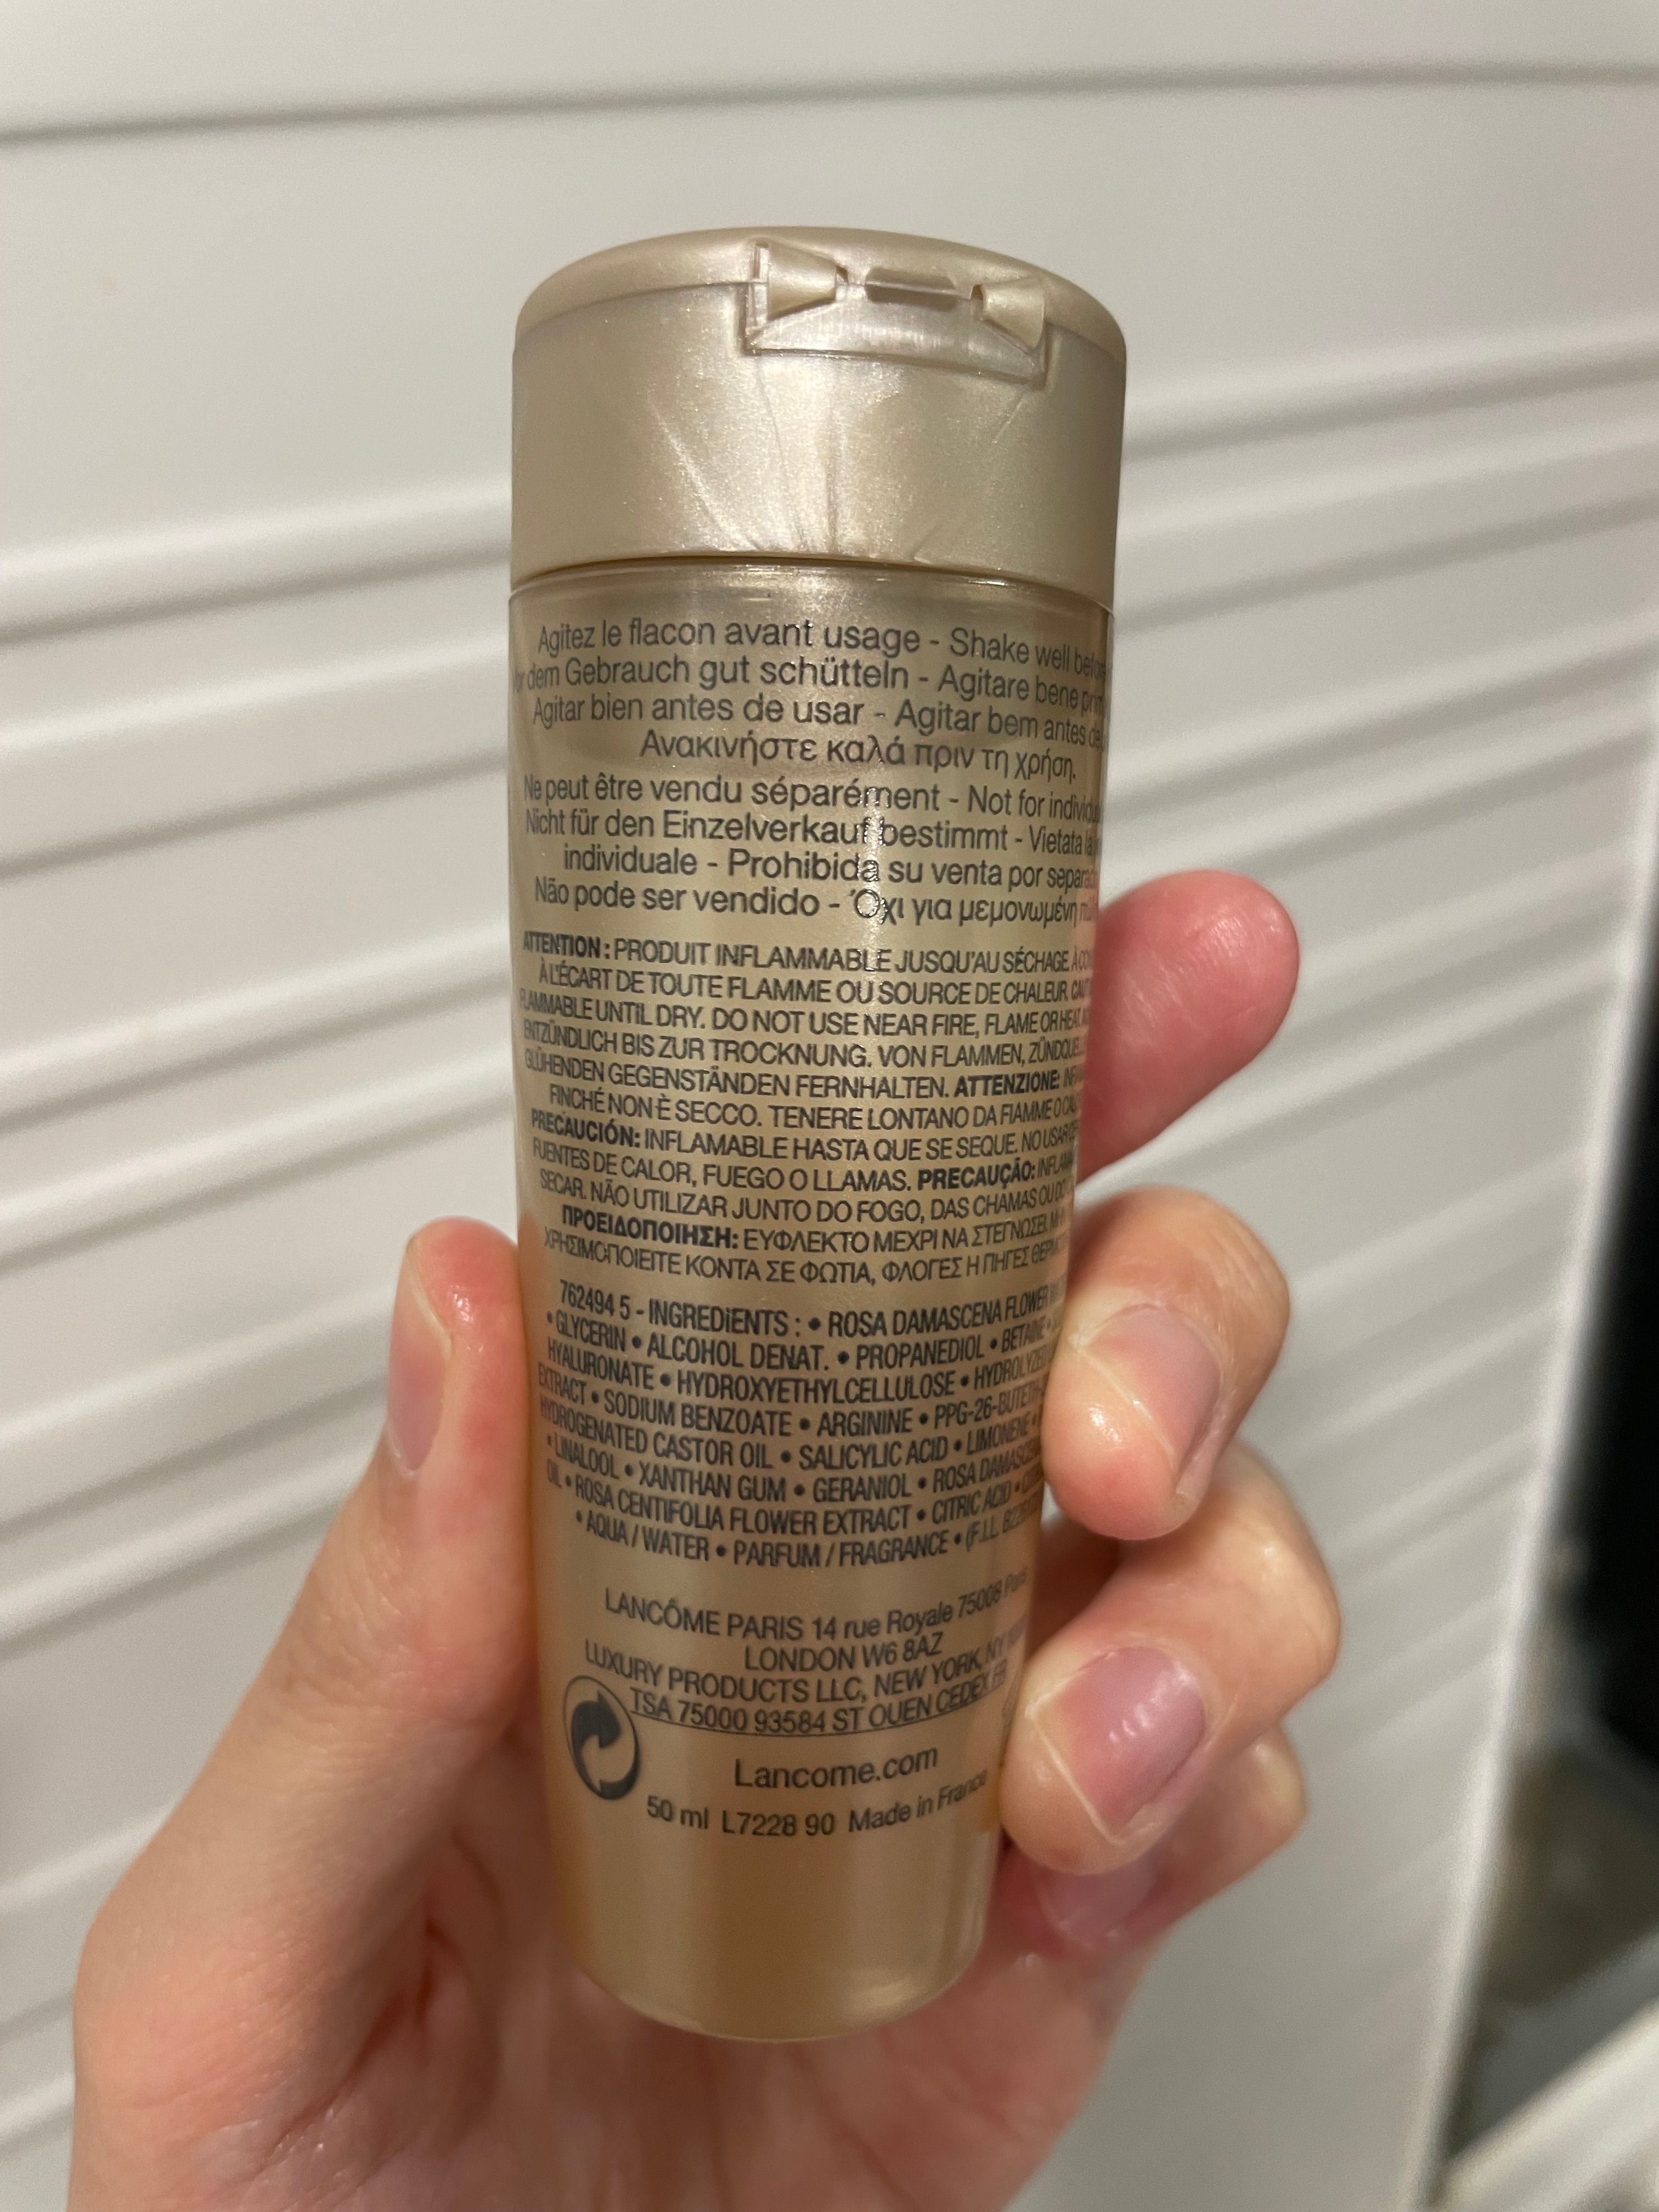 Agitez le flacon avant usage - Shake well
dem Gebrauch gut schütteln - Agitare bene
Agitar bien antes de usar - Agitar bem antes
Ανακινήστε καλά πριν τη χρήση.
Ne peut être vendu séparément - Not for
Nicht für den Einzelverkauf bestimmt - Vietata
individuale - Prohibida su venta por
Não pode ser vendido - Όχι για μεμονωμένη
ATTENTION : PRODUIT INFLAMMABLE JUSQU'AU SÉCHAGE. À
À L'ÉCART DE TOUTE FLAMME OU SOURCE DE CHALEUR.
FLAMMABLE UNTIL DRY. DO NOT USE NEAR FIRE, FLAME OR HEAT.
ENTZÜNDLICH BIS ZUR TROCKNUNG. VON FLAMMEN,
GLÜHENDEN GEGENSTÄNDEN FERNHALTEN. ATTENZIONE:
FINCHÉ NON È SECCO. TENERE LONTANO DA FIAMME O
PRECAUCIÓN: INFLAMABLE HASTA QUE SE SEQUE. NO USAR
FUENTES DE CALOR, FUEGO O LLAMAS. PRECAUÇÃO:
SECAR. NÃO UTILIZAR JUNTO DO FOGO, DAS CHAMAS OU
ΠΡΟΕΙΔΟΠΟΙΗΣΗ: ΕΥΦΛΕΚΤΟ ΜΕΧΡΙ ΝΑ ΣΤΕΓΝΩΣΕΙ.
ΧΡΗΣΙΜΟΠΟΙΕΙΤΕ ΚΟΝΤΑ ΣΕ ΦΩΤΙΑ, ΦΛΟΓΕΣ Η ΠΗΓΕΣ
762494 5 - INGREDIENTS : • ROSA DAMASCENA FLOWER
• GLYCERIN • ALCOHOL DENAT. • PROPANEDIOL • BETAINE •
HYALURONATE • HYDROXYETHYLCELLULOSE • HYDROLYZED
EXTRACT • SODIUM BENZOATE • ARGININE • PPG-26-BUTETH-
HYDROGENATED CASTOR OIL • SALICYLIC ACID • LIMONENE •
• LINALOOL • XANTHAN GUM • GERANIOL • ROSA DAMASCENA
OIL • ROSA CENTIFOLIA FLOWER EXTRACT • CITRIC ACID •
• AQUA / WATER • PARFUM / FRAGRANCE • (F.I.L.
LANCÔME PARIS 14 rue Royale 75008 Paris
LONDON W6 8AZ
LUXURY PRODUCTS LLC, NEW YORK, NY
TSA 75000 93584 ST OUEN CEDEX FR
Lancome.com
50 ml L7228 90 Made in France